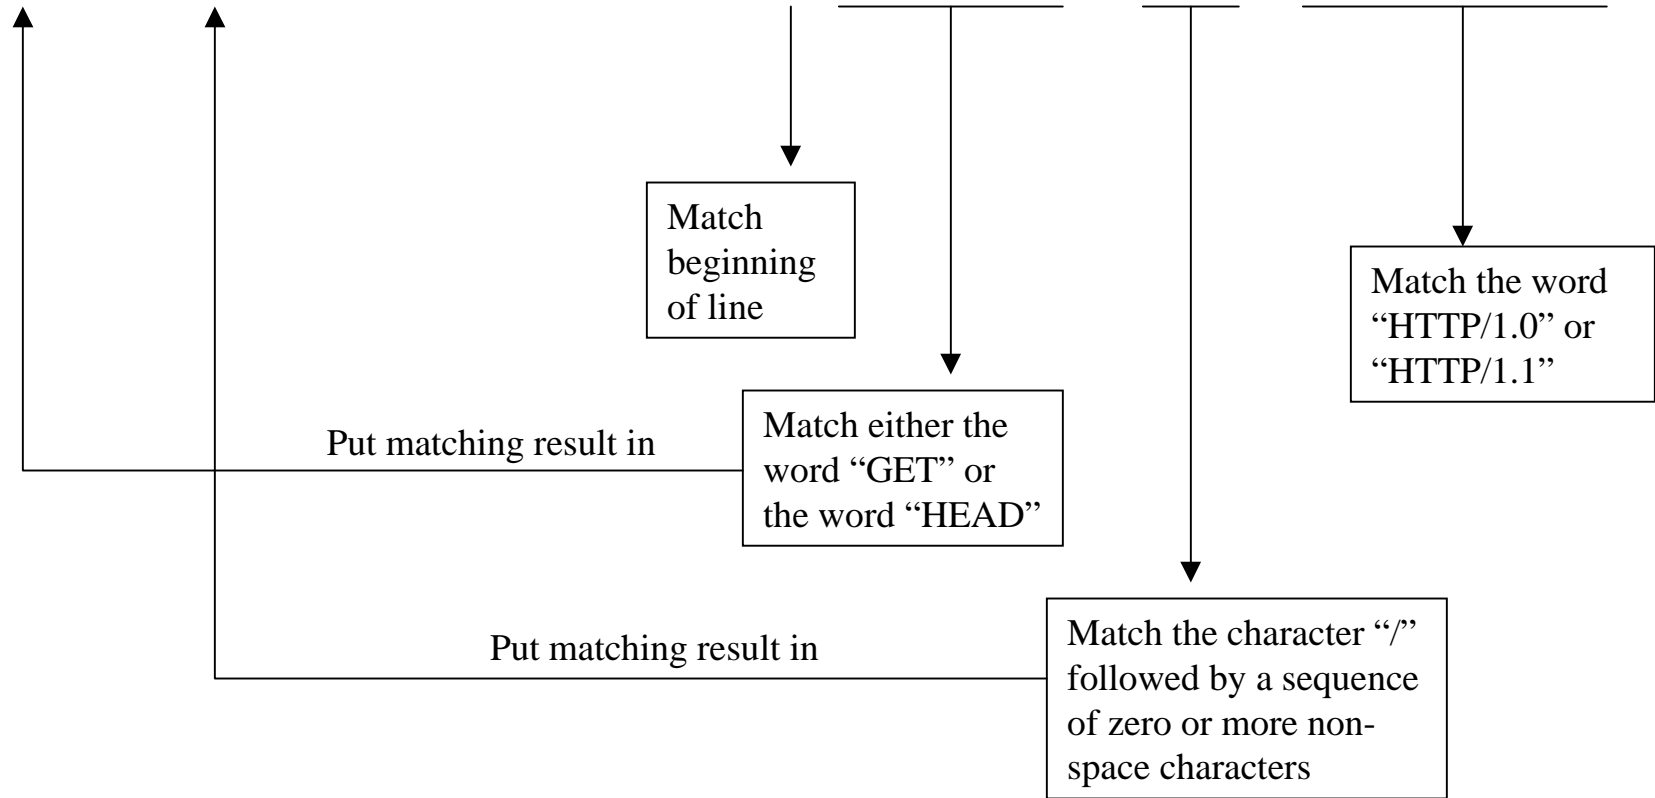 Match
beginning
of line
Match the word
“HTTP/1.0” or
“HTTP/1.1”
Put matching result in
Match either the
word “GET” or
the word “HEAD”
Put matching result in
Match the character “/”
followed by a sequence
of zero or more non-
space characters